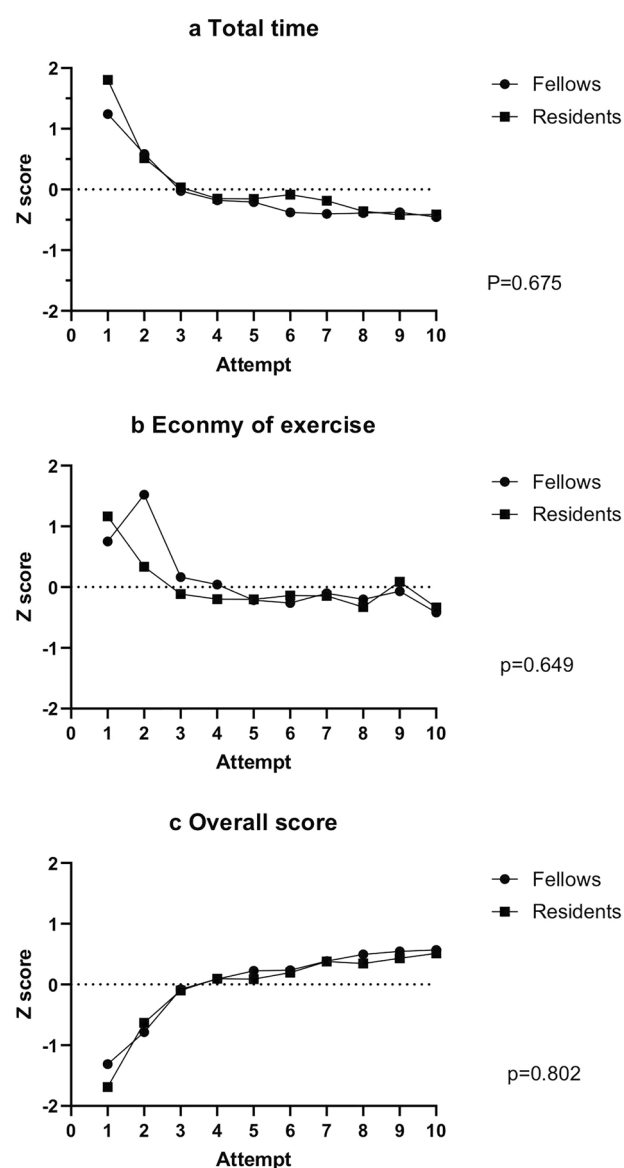 a Total time
Fellows
Residents
2
1
0
-1
-2
Z score
P=0.675
0 1 2 3 4 5 6 7 8 9 10
Attempt
b Econmy of exercise
Fellows
Residents
2
1
0
-1
-2
Z score
p=0.649
0 1 2 3 4 5 6 7 8 9 10
Attempt
c Overall score
Fellows
Residents
2
1
0
-1
-2
Z score
p=0.802
0 1 2 3 4 5 6 7 8 9 10
Attempt